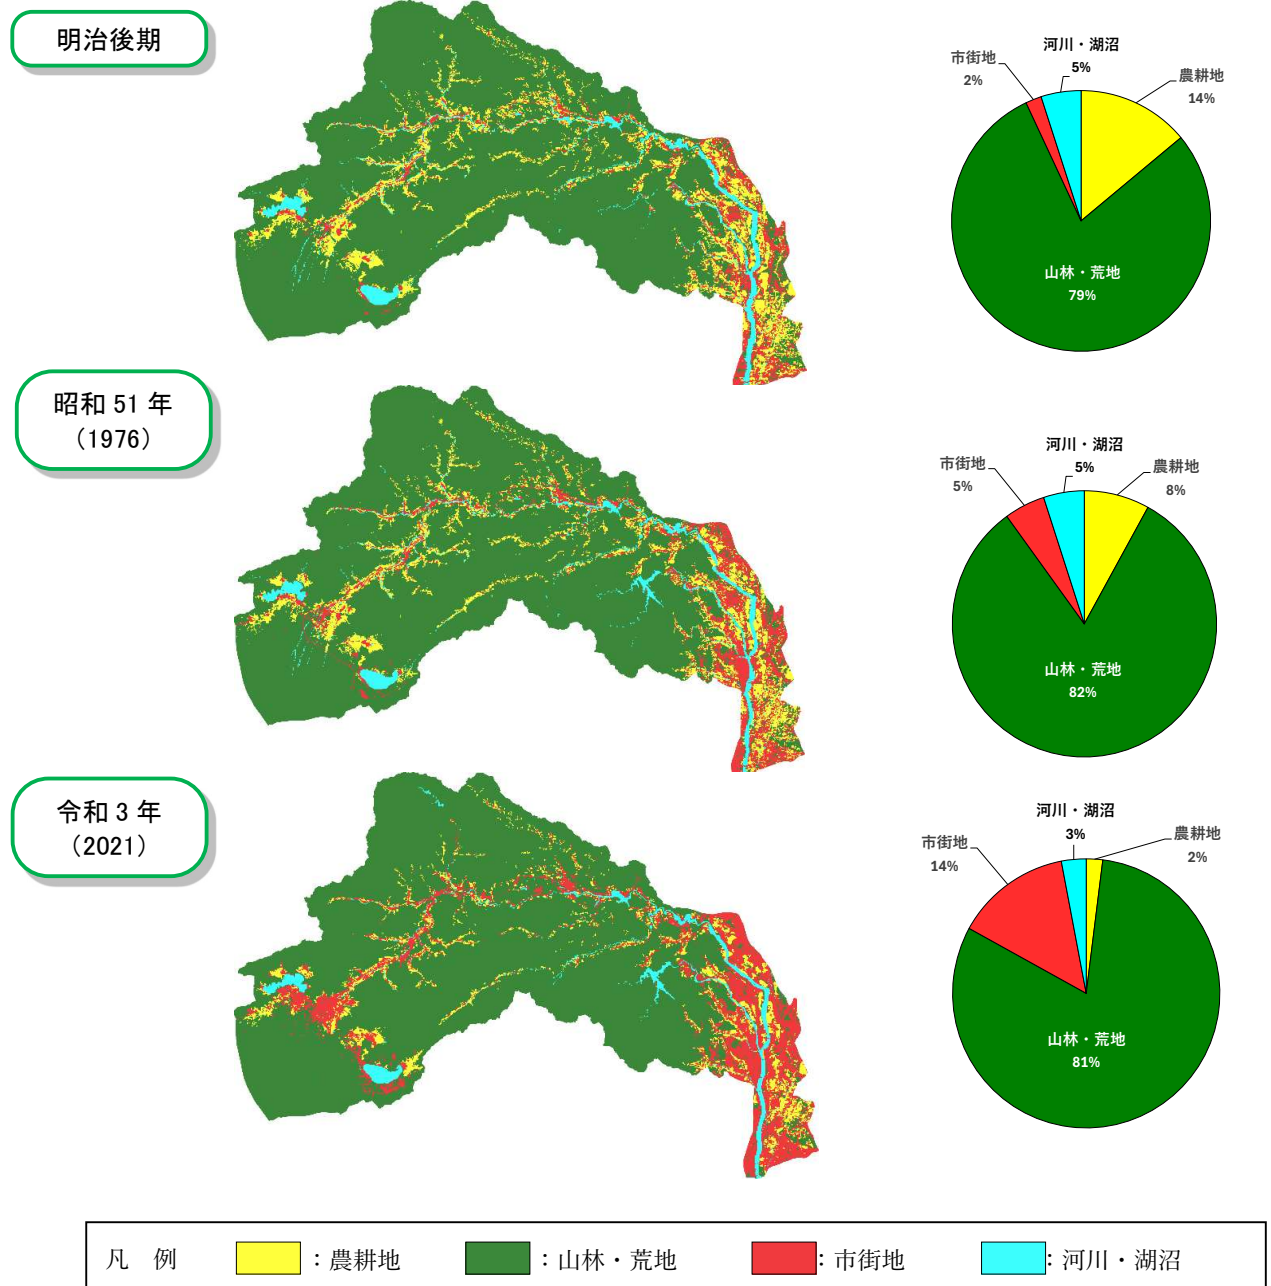 明治後期
河川・湖沼
5%
市街地
2%
農耕地
14%
山林・荒地
79%
昭和 51 年
（1976）
河川・湖沼
5%
市街地
5%
農耕地
8%
山林・荒地
82%
令和 3 年
（2021）
河川・湖沼
3%
市街地
14%
農耕地
2%
山林・荒地
81%
凡 例 ：農耕地 ：山林・荒地 ：市街地 ：河川・湖沼